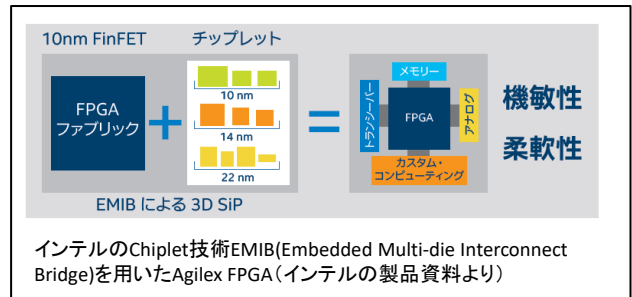 10nm FinFET
チップレット
FPGA
ファブリック
+
10 nm
14 nm
22 nm
EMIB による 3D SiP
=
メモリー
トランシーバー
FPGA
アナログ
カスタム・
コンピューティング
機敏性
柔軟性
インテルのChiplet技術EMIB(Embedded Multi-die Interconnect
Bridge)を用いたAgilex FPGA(インテルの製品資料より)